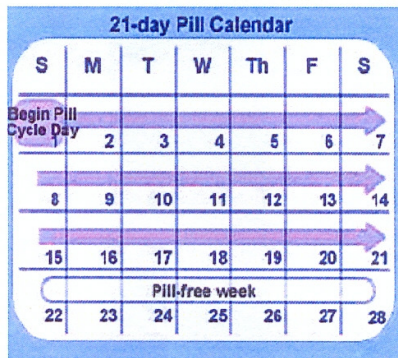 21-day Pill Calendar
S M T W Th F S
Begin Pill
Cycle Day
1 2 3 4 5 6 7
8 9 10 11 12 13 14
15 16 17 18 19 20 21
Pill-free week
22 23 24 25 26 27 28